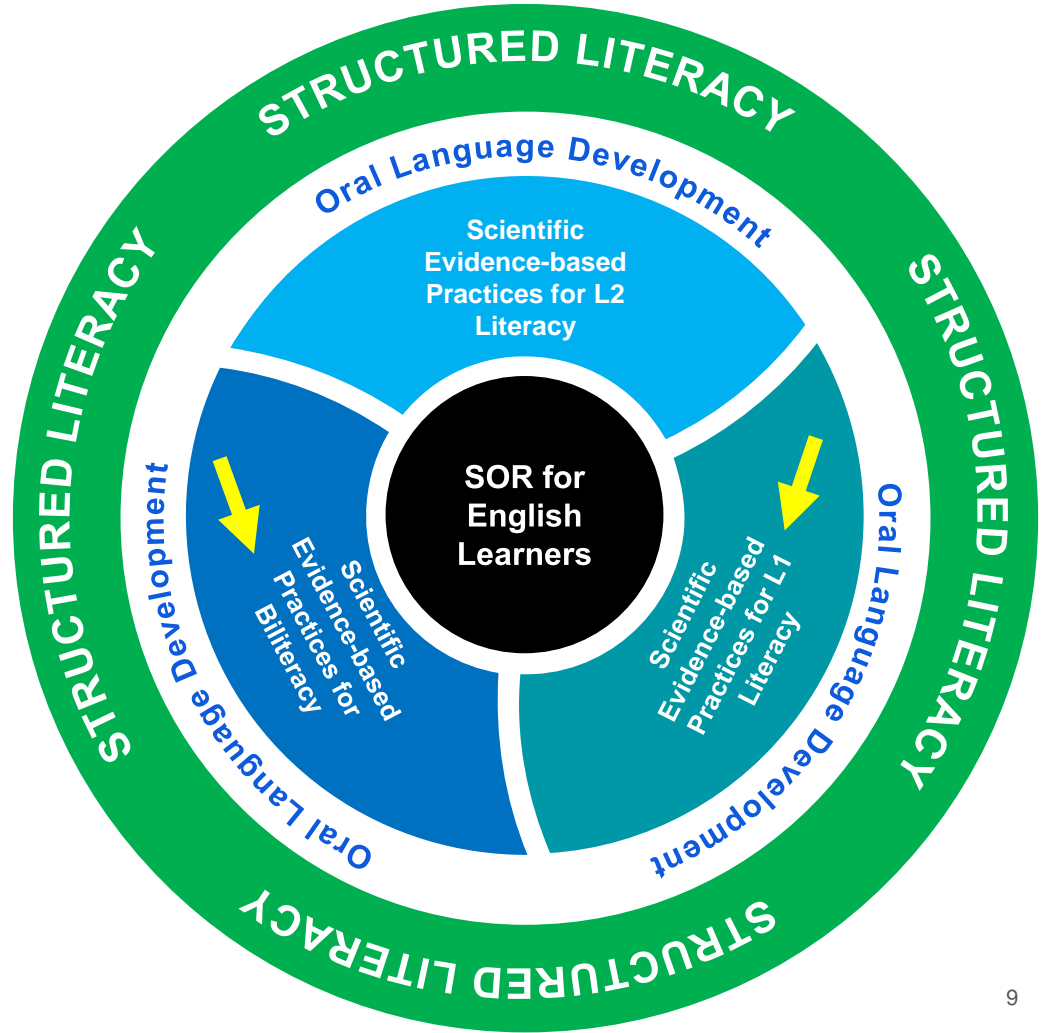 STRUCTURED LITERACY
STRUCTURED LITERACY
STRUCTURED LITERACY
STRUCTURED LITERACY
Oral Language Development
Oral Language Development
Oral Language Development
Scientific
Evidence-based
Practices for L2
Literacy
Scientific
Evidence-based
Practices for L1
Literacy
Scientific
Evidence-based
Practices for
Biliteracy
SOR for
English
Learners
9